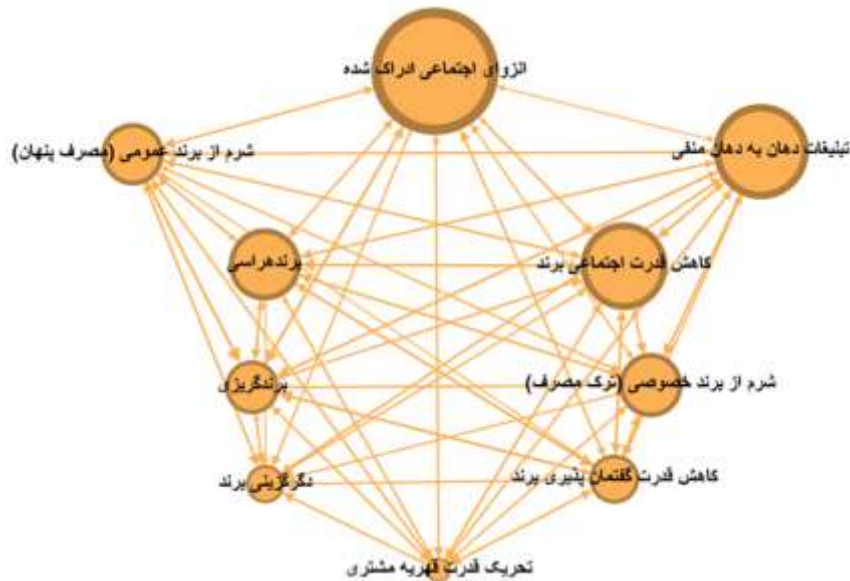 انزوای اجتماعی ادراک شده
تبلیغات دهان به دهان منفی
شرم از برند عمومی (مصرف پنهان)
کاهش قدرت اجتماعی برند
برندهراسی
شرم از برند خصوصی (ترک مصرف)
برندگریزی
کاهش قدرت گفتمان پذیری برند
دگرگزینی برند
تحریک قدرت قهریه مشتری